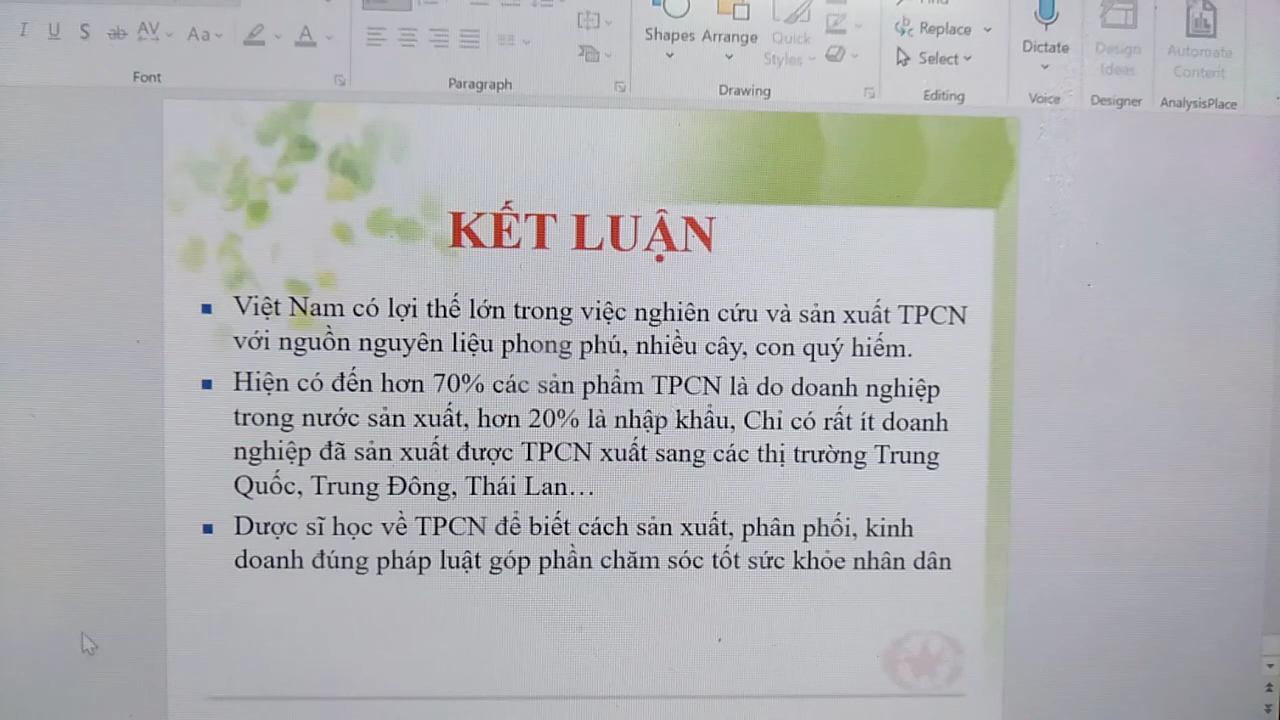 I U S ab AV Aa A
Shapes Arrange Quick Styles
Replace
Select
Dictate
Design Ideas
Automate Content
Font
Paragraph
Drawing
Editing
Voice
Designer
AnalysisPlace
KẾT LUẬN
Việt Nam có lợi thế lớn trong việc nghiên cứu và sản xuất TPCN
với nguồn nguyên liệu phong phú, nhiều cây, con quý hiếm.
Hiện có đến hơn 70% các sản phẩm TPCN là do doanh nghiệp
trong nước sản xuất, hơn 20% là nhập khẩu, Chỉ có rất ít doanh
nghiệp đã sản xuất được TPCN xuất sang các thị trường Trung
Quốc, Trung Đông, Thái Lan…
Dược sĩ học về TPCN để biết cách sản xuất, phân phối, kinh
doanh đúng pháp luật góp phần chăm sóc tốt sức khỏe nhân dân